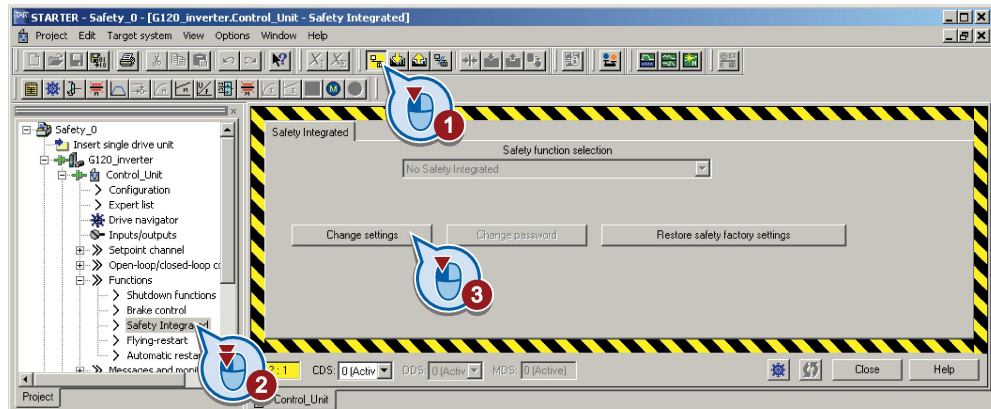 STARTER - Safety_0 - [G120_inverter.Control_Unit - Safety Integrated]
Project Edit Target system View Options Window Help
1
Safety_0
Insert single drive unit
G120_inverter
Control_Unit
Configuration
Expert list
Drive navigator
Inputs/outputs
Setpoint channel
Open-loop/closed-loop
Functions
Shutdown functions
Brake control
Safety Integrated
Flying-restart
Automatic restar
Messages and
2
Project
Safety Integrated
Safety function selection
No Safety Integrated
Change settings Change password Restore safety factory settings
3
CDS: 0 (Activ DDS: 0 (Activ MDS: 0 (Active)
Close Help
Control_Unit